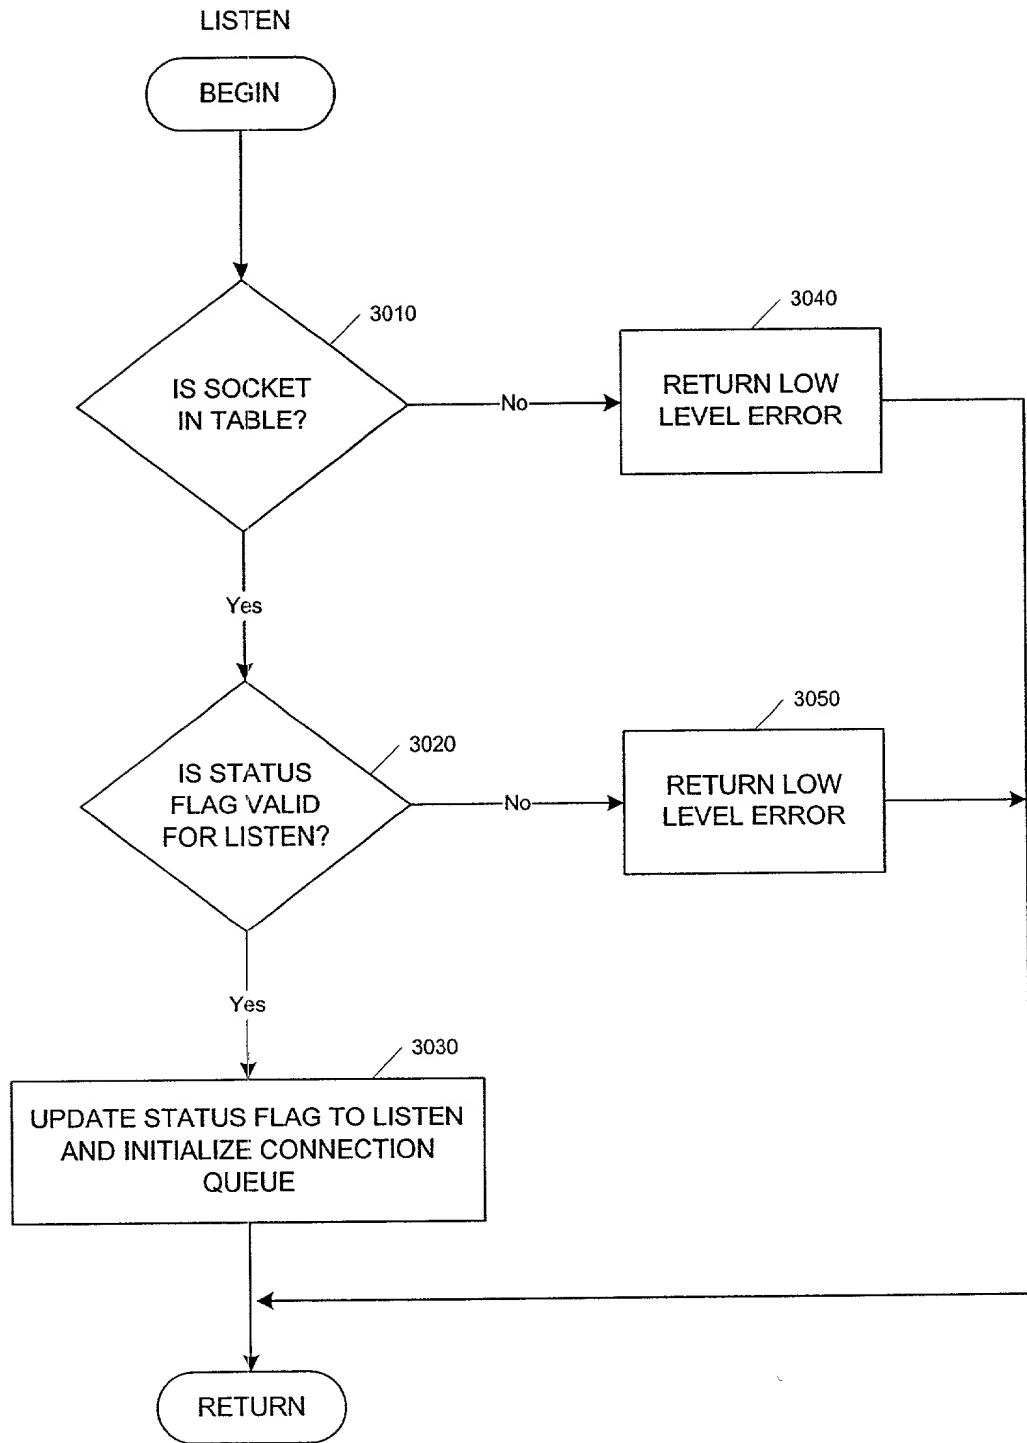 LISTEN
BEGIN
3010
IS SOCKET
IN TABLE?
No
3040
RETURN LOW
LEVEL ERROR
Yes
3020
IS STATUS
FLAG VALID
FOR LISTEN?
No
3050
RETURN LOW
LEVEL ERROR
Yes
3030
UPDATE STATUS FLAG TO LISTEN
AND INITIALIZE CONNECTION
QUEUE
RETURN